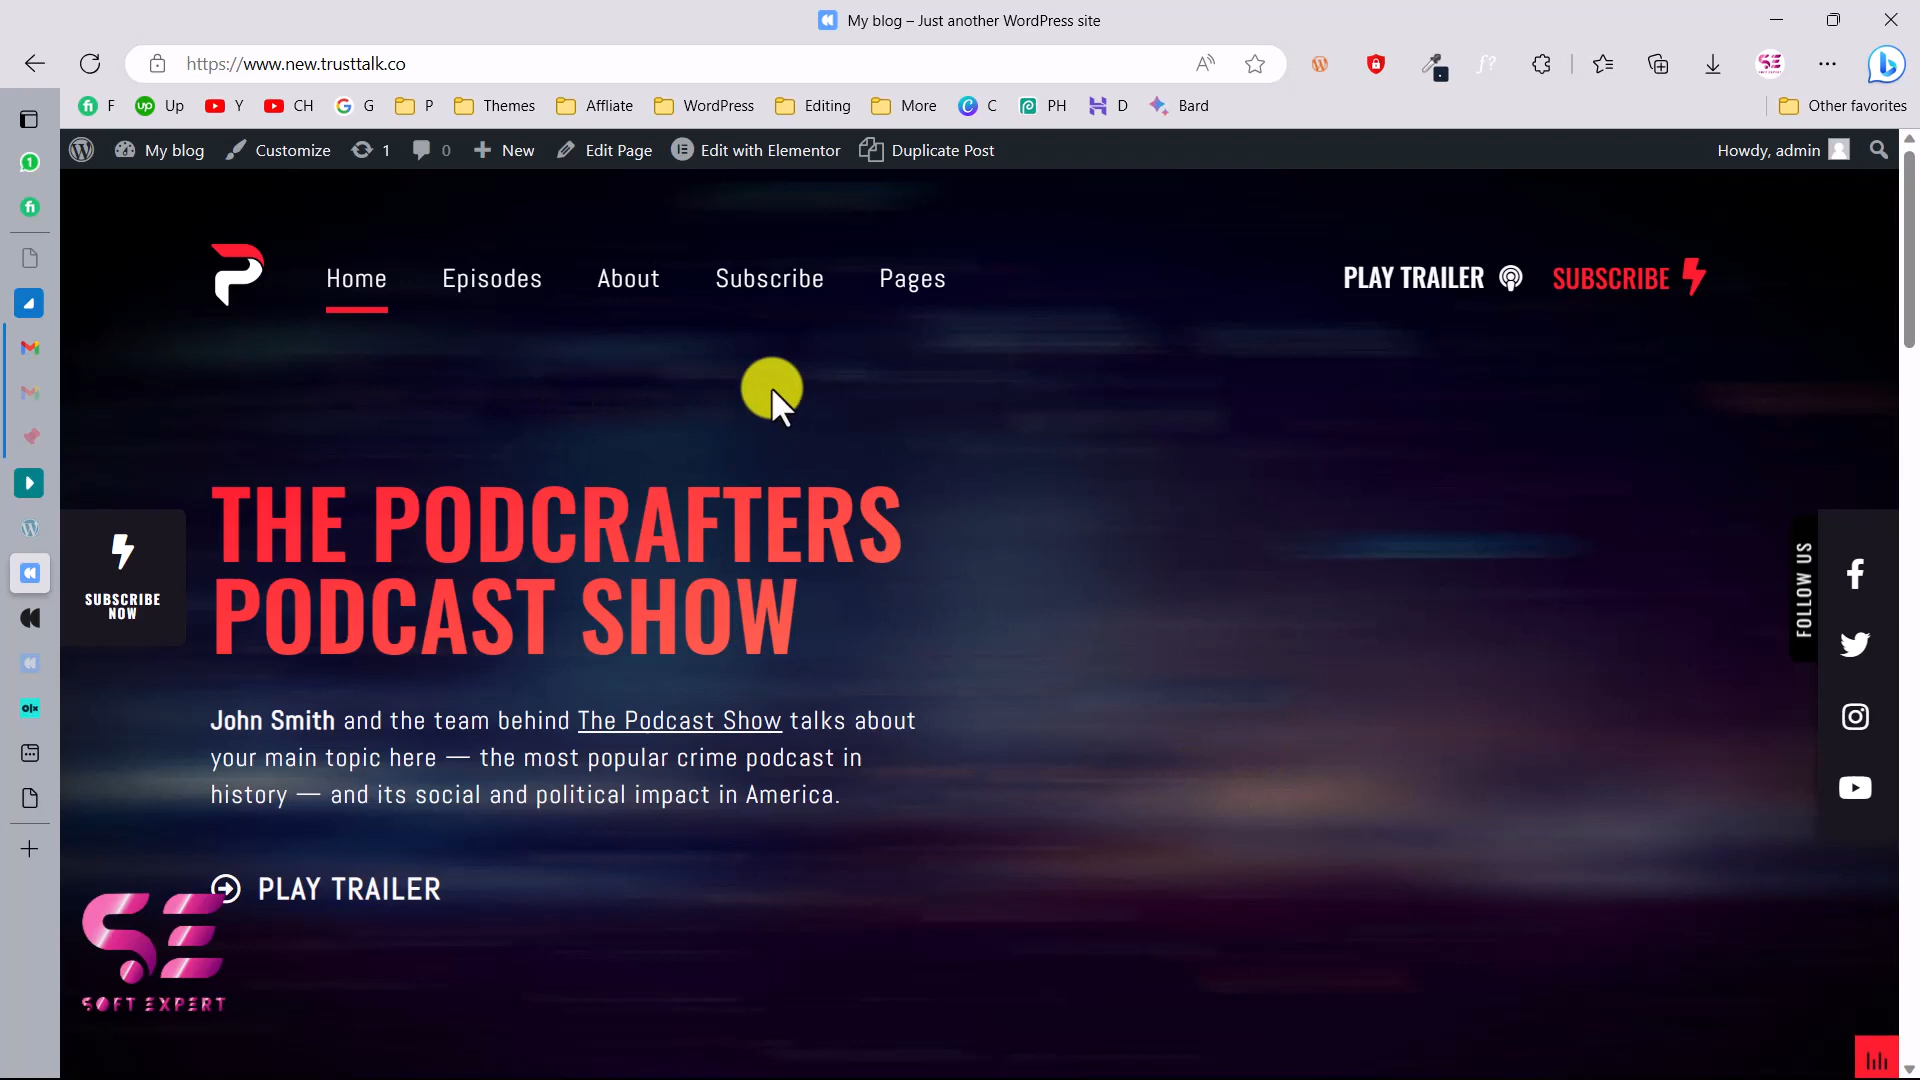 My blog – Just another WordPress site
https://www.new.trusttalk.co
F Up Y CH G P Themes Affliate WordPress Editing More C PH D Bard Other favorites
My blog Customize 1 0 New Edit Page Edit with Elementor Duplicate Post Howdy, admin
Home Episodes About Subscribe Pages PLAY TRAILER SUBSCRIBE
THE PODCRAFTERS
PODCAST SHOW
SUBSCRIBE
NOW
FOLLOW US
John Smith and the team behind The Podcast Show talks about
your main topic here — the most popular crime podcast in
history — and its social and political impact in America.
PLAY TRAILER
SE
SOFT EXPERT